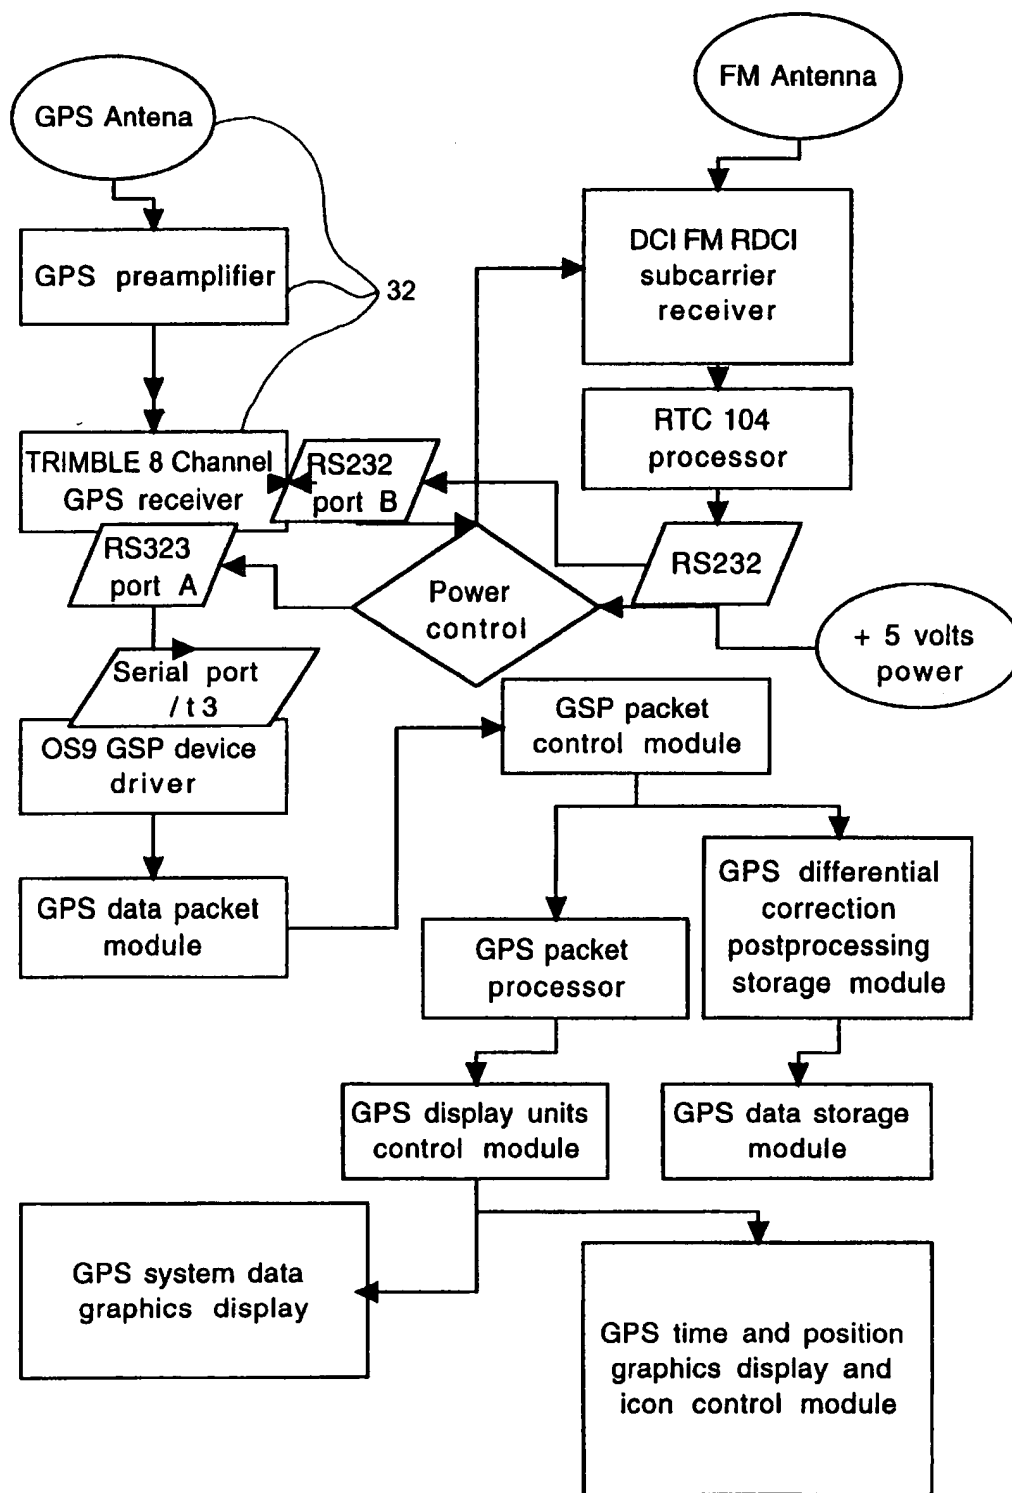 FM Antenna
GPS Antena
DCI FM RDCI
subcarrier
receiver
GPS preamplifier
32
RTC 104
processor
TRIMBLE 8 Channel
GPS receiver
RS232
port B
RS323
port A
RS232
Power
control
+ 5 volts
power
Serial port
/ t 3
GSP packet
control module
OS9 GSP device
driver
GPS differential
correction
postprocessing
storage module
GPS data packet
module
GPS packet
processor
GPS display units
control module
GPS data storage
module
GPS system data
graphics display
GPS time and position
graphics display and
icon control module